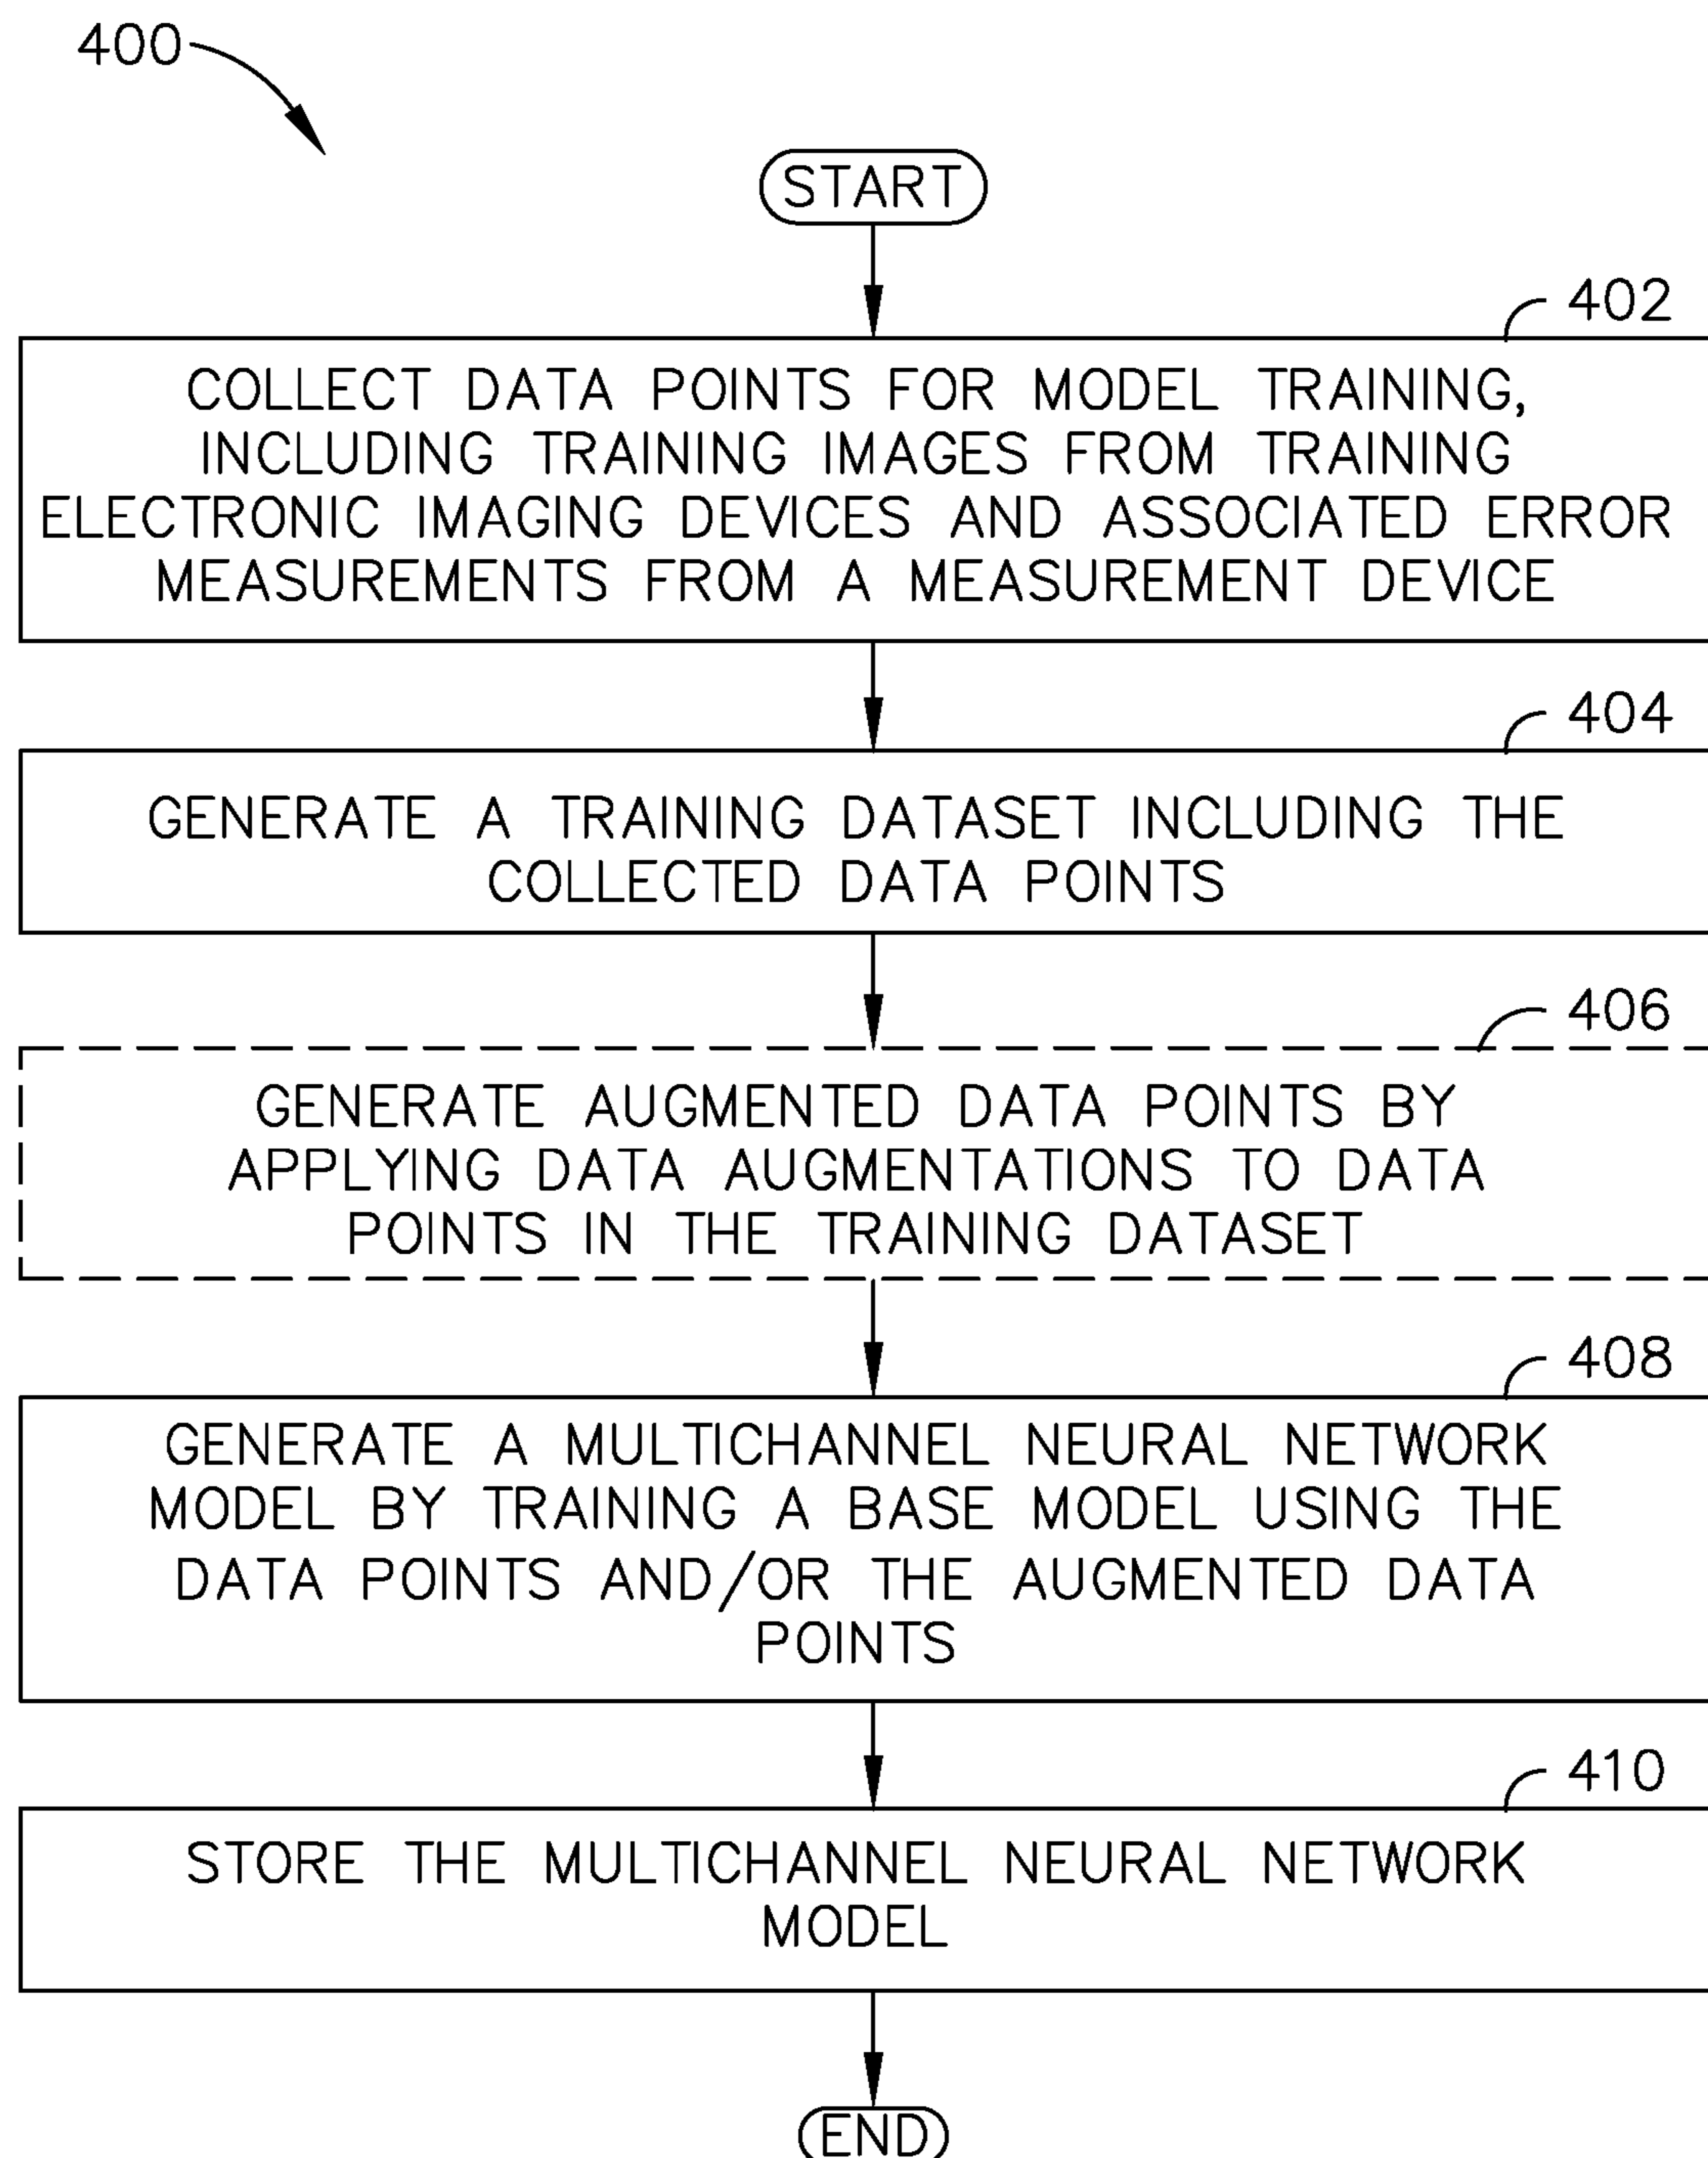 400
START
402
COLLECT DATA POINTS FOR MODEL TRAINING,
INCLUDING TRAINING IMAGES FROM TRAINING
ELECTRONIC IMAGING DEVICES AND ASSOCIATED ERROR
MEASUREMENTS FROM A MEASUREMENT DEVICE
404
GENERATE A TRAINING DATASET INCLUDING THE
COLLECTED DATA POINTS
406
GENERATE AUGMENTED DATA POINTS BY
APPLYING DATA AUGMENTATIONS TO DATA
POINTS IN THE TRAINING DATASET
408
GENERATE A MULTICHANNEL NEURAL NETWORK
MODEL BY TRAINING A BASE MODEL USING THE
DATA POINTS AND/OR THE AUGMENTED DATA
POINTS
410
STORE THE MULTICHANNEL NEURAL NETWORK
MODEL
END